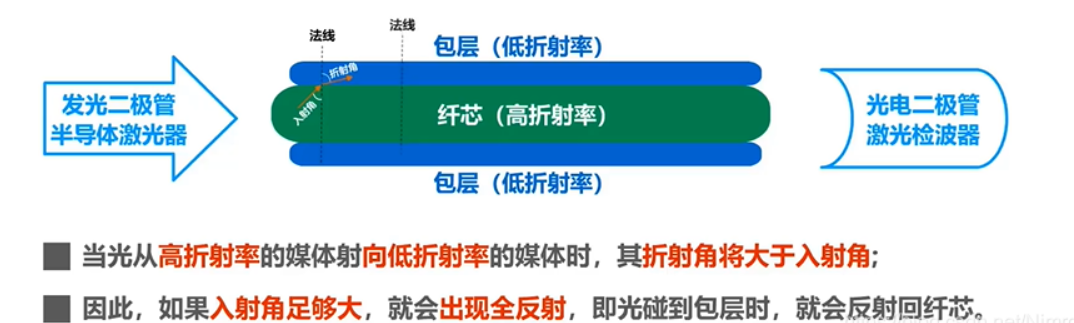 法线
法线
包层（低折射率）
折射角
入射角
发光二极管
半导体激光器
纤芯（高折射率）
光电二极管
激光检波器
包层（低折射率）
当光从高折射率的媒体射向低折射率的媒体时，其折射角将大于入射角;
因此，如果入射角足够大，就会出现全反射，即光碰到包层时，就会反射回纤芯。